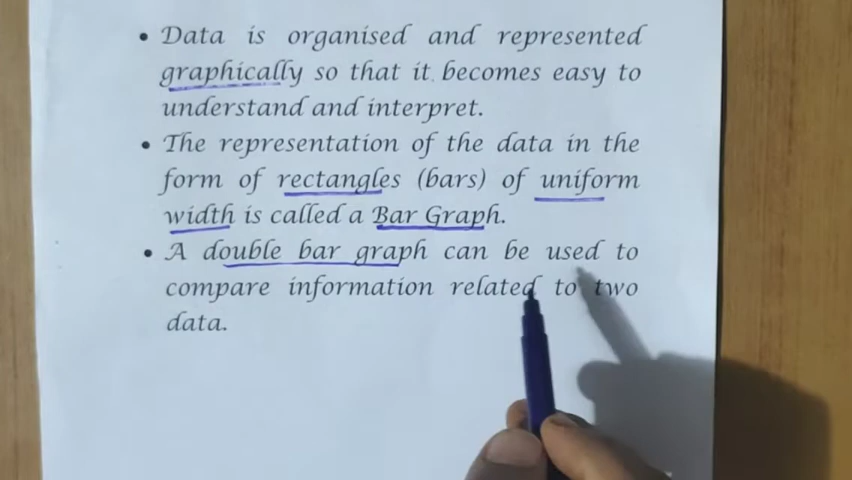 • Data is organised and represented
graphically so that it becomes easy to
understand and interpret.
• The representation of the data in the
form of rectangles (bars) of uniform
width is called a Bar Graph.
• A double bar graph can be used to
compare information related to two
data.